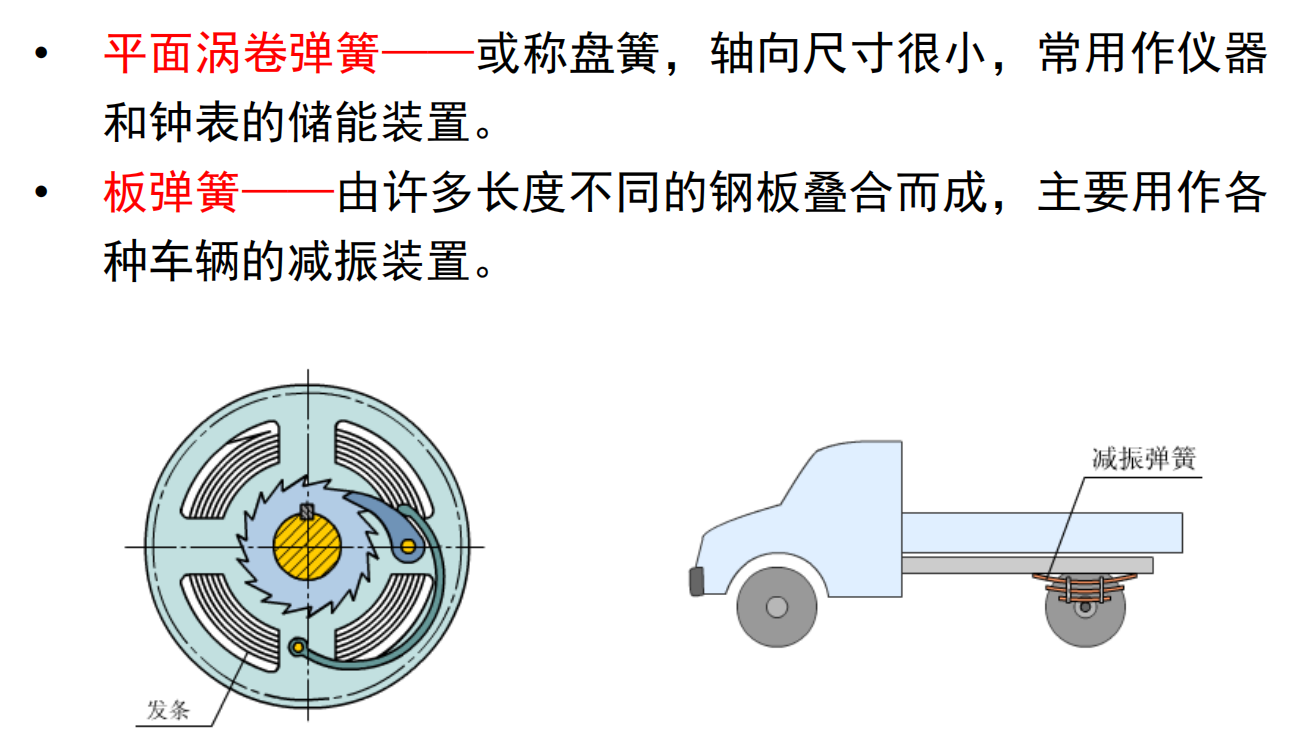 • 平面涡卷弹簧——或称盘簧，轴向尺寸很小，常用作仪器
和钟表的储能装置。
• 板弹簧——由许多长度不同的钢板叠合而成，主要用作各
种车辆的减振装置。
减振弹簧
发条